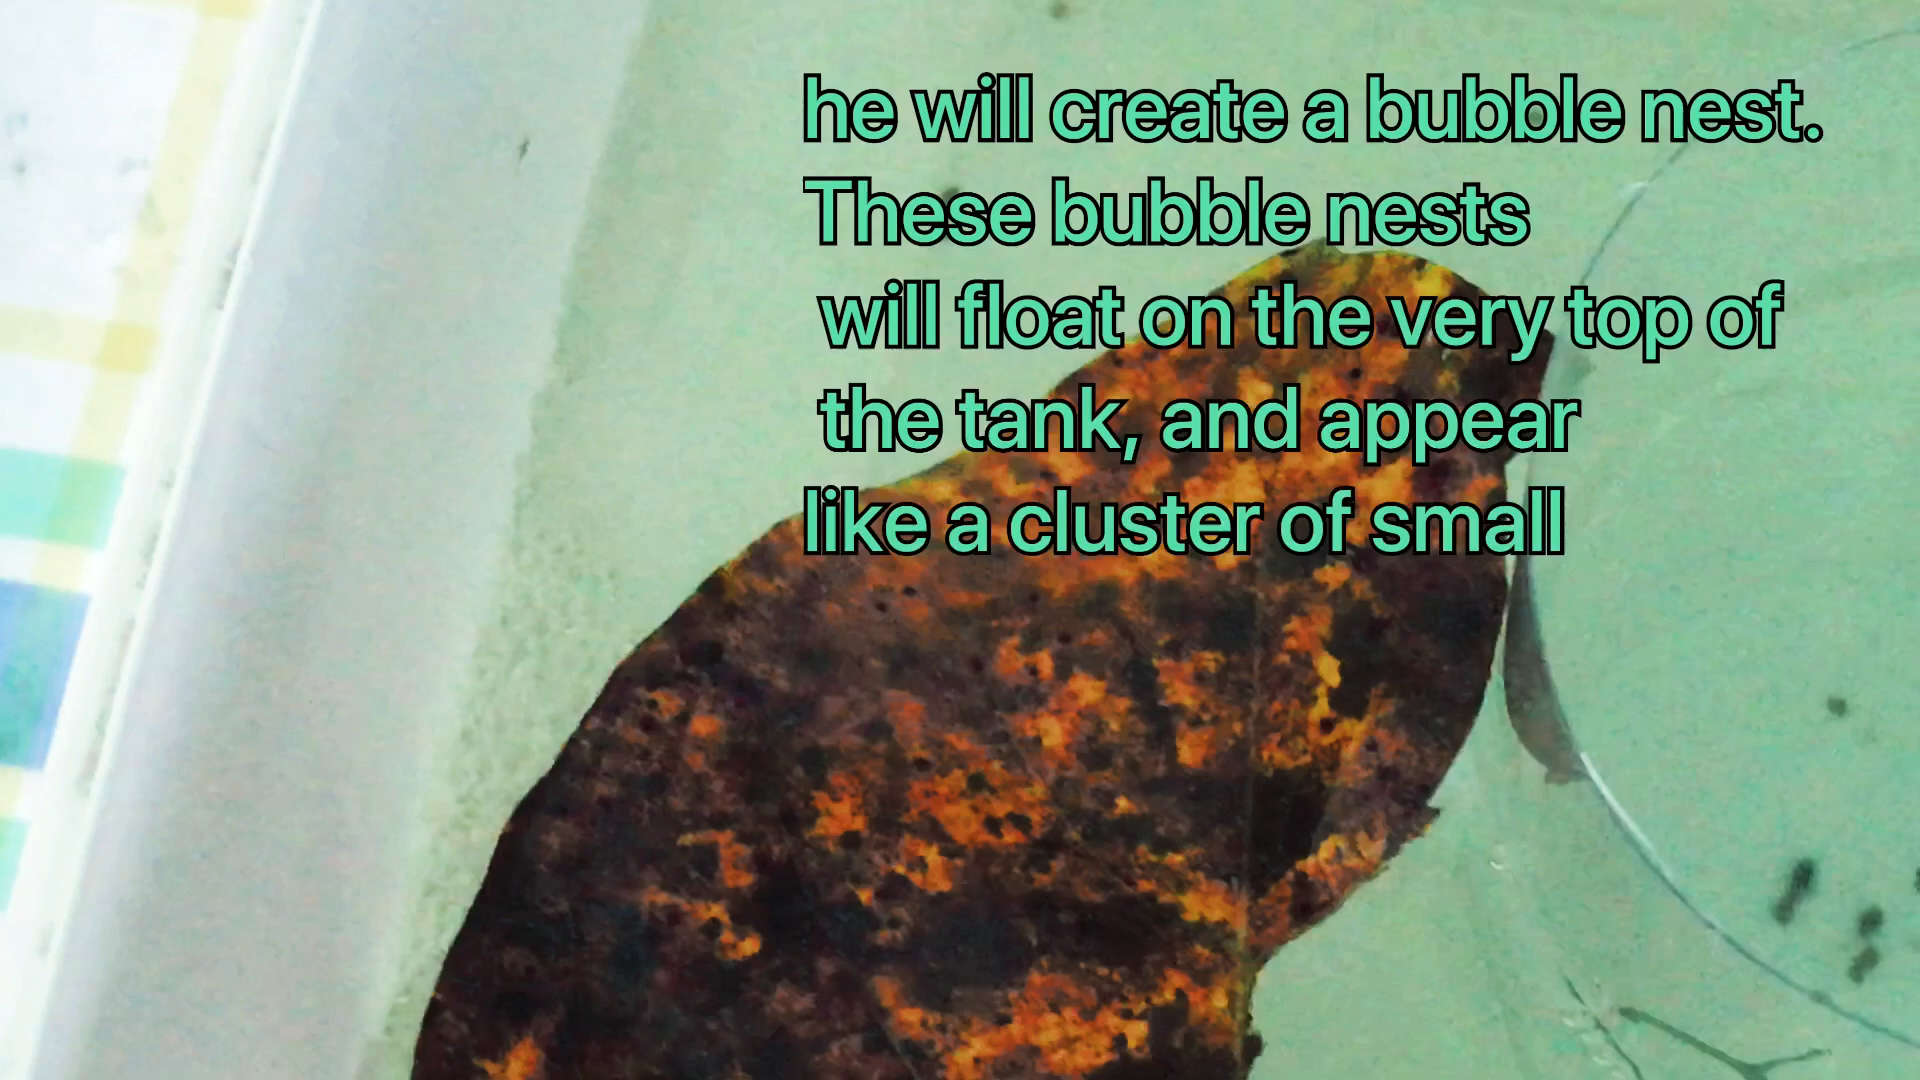 he will create a bubble nest.
These bubble nests
will float on the very top of
the tank, and appear
like a cluster of small